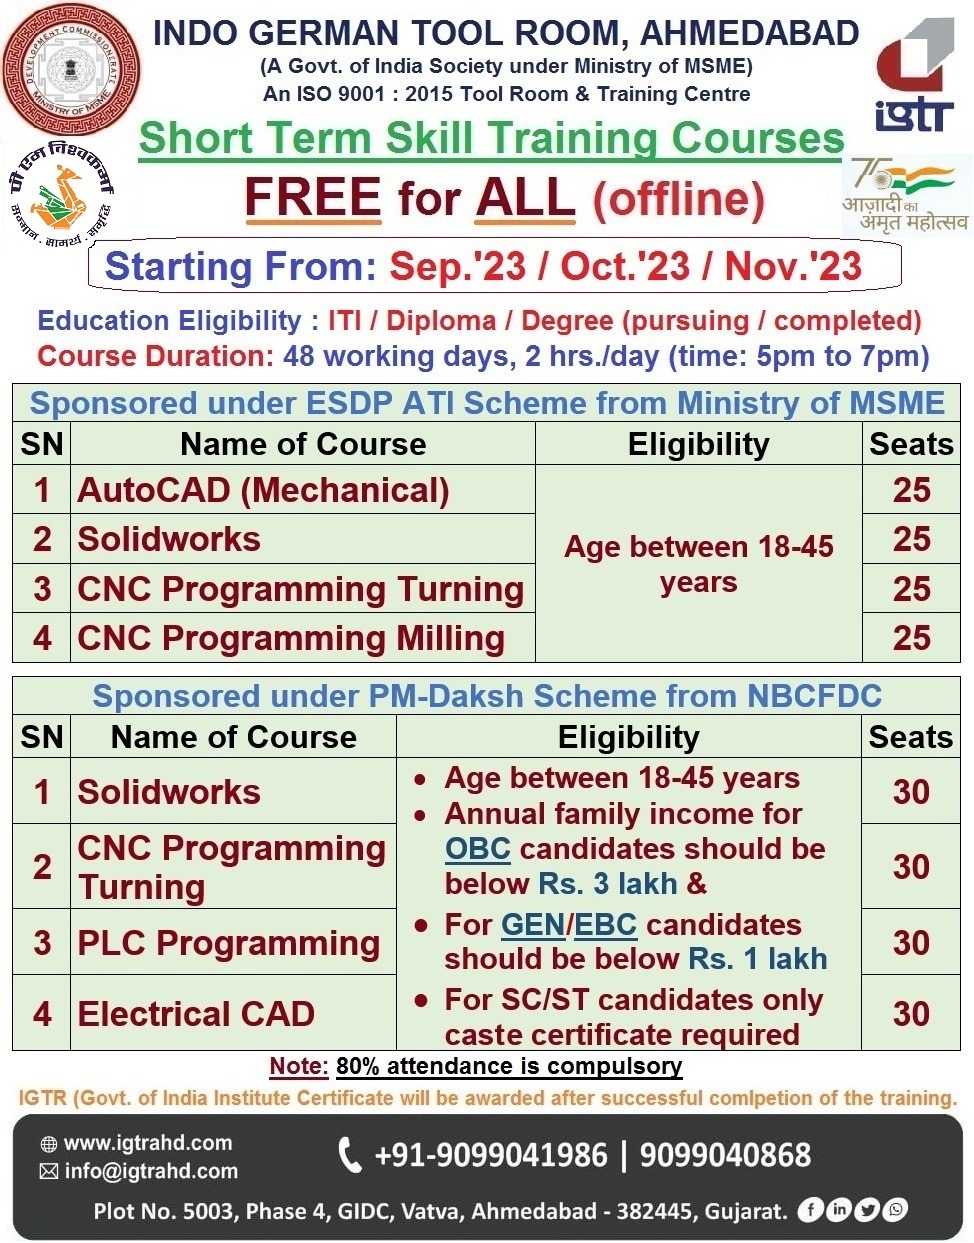 INDO GERMAN TOOL ROOM, AHMEDABAD
(A Govt. of India Society under Ministry of MSME)
An ISO 9001 : 2015 Tool Room & Training Centre
DEVELOPMENT COMMISSIONERATE
MINISTRY OF MSME
igtr
Short Term Skill Training Courses
पी एम विश्वकर्मा
सम्मान . सामर्थ्य . समृद्धि
FREE for ALL (offline)
75
आज़ादी का
अमृत महोत्सव
Starting From: Sep.'23 / Oct.'23 / Nov.'23
Education Eligibility : ITI / Diploma / Degree (pursuing / completed)
Course Duration: 48 working days, 2 hrs./day (time: 5pm to 7pm)
Sponsored under ESDP ATI Scheme from Ministry of MSME
SN Name of Course Eligibility Seats
1 AutoCAD (Mechanical) 25
2 Solidworks 25
Age between 18-45
years
3 CNC Programming Turning 25
4 CNC Programming Milling 25
Sponsored under PM-Daksh Scheme from NBCFDC
SN Name of Course Eligibility Seats
1 Solidworks 30
2 CNC Programming
Turning 30
3 PLC Programming 30
4 Electrical CAD 30
• Age between 18-45 years
• Annual family income for
OBC candidates should be
below Rs. 3 lakh &
• For GEN/EBC candidates
should be below Rs. 1 lakh
• For SC/ST candidates only
caste certificate required
Note: 80% attendance is compulsory
IGTR (Govt. of India Institute Certificate will be awarded after successful comlpetion of the training.
www.igtrahd.com
info@igtrahd.com
+91-9099041986 | 9099040868
Plot No. 5003, Phase 4, GIDC, Vatva, Ahmedabad - 382445, Gujarat.